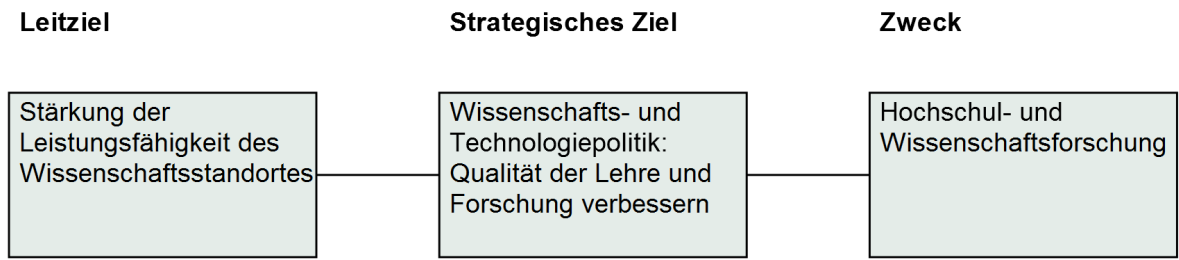 Leitziel
Strategisches Ziel
Zweck
Stärkung der
Leistungsfähigkeit des
Wissenschaftsstandortes
Wissenschafts- und
Technologiepolitik:
Qualität der Lehre und
Forschung verbessern
Hochschul- und
Wissenschaftsforschung